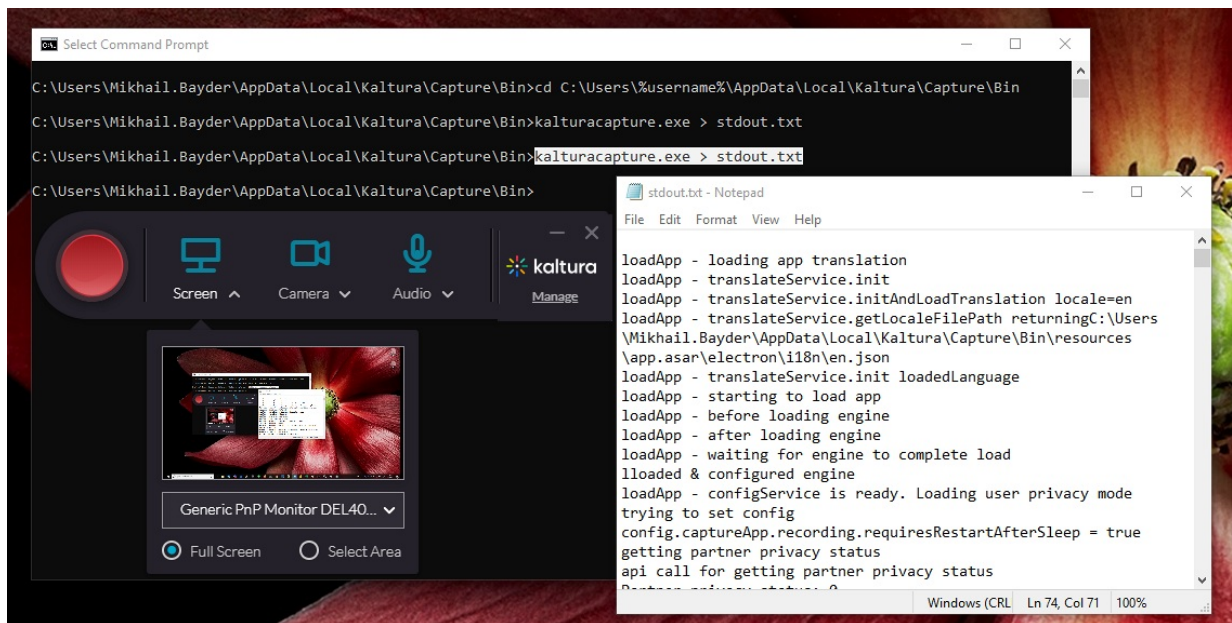 Select Command Prompt
C:\Users\Mikhail.Bayder\AppData\Local\Kaltura\Capture\Bin>cd C:\Users\%username%\AppData\Local\Kaltura\Capture\Bin
C:\Users\Mikhail.Bayder\AppData\Local\Kaltura\Capture\Bin>kalturacapture.exe > stdout.txt
C:\Users\Mikhail.Bayder\AppData\Local\Kaltura\Capture\Bin>kalturacapture.exe > stdout.txt
C:\Users\Mikhail.Bayder\AppData\Local\Kaltura\Capture\Bin>
Screen
Camera
Audio
kaltura
Manage
Generic PnP Monitor DEL40...
Full Screen
Select Area
stdout.txt - Notepad
File Edit Format View Help
loadApp - loading app translation
loadApp - translateService.init
loadApp - translateService.initAndLoadTranslation locale=en
loadApp - translateService.getLocaleFilePath returningC:\Users
\Mikhail.Bayder\AppData\Local\Kaltura\Capture\Bin\resources
\app.asar\electron\i18n\en.json
loadApp - translateService.init loadedLanguage
loadApp - starting to load app
loadApp - before loading engine
loadApp - after loading engine
loadApp - waiting for engine to complete load
lloaded & configured engine
loadApp - configService is ready. Loading user privacy mode
trying to set config
config.captureApp.recording.requiresRestartAfterSleep = true
getting partner privacy status
api call for getting partner privacy status
Windows (CRL Ln 74, Col 71 100%